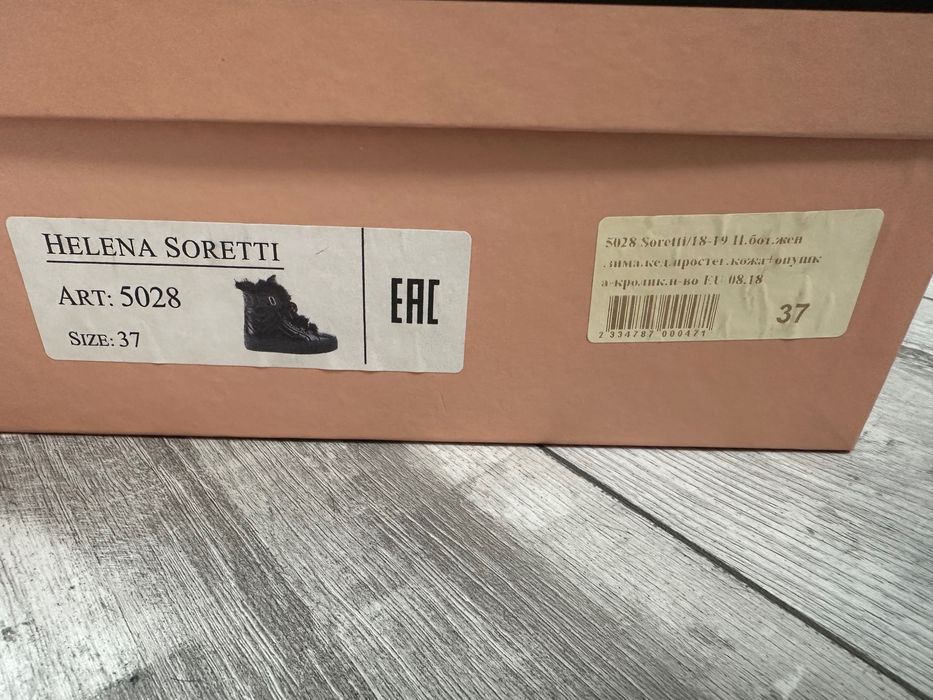 HELENA SORETTI
ART: 5028
SIZE: 37
EAC
5028 Soretti/18-19 И.бот.жен
.зима.кед.простег.кожа+опушк
а-кролик.п-во EU 08.18
37
2 334787 000471